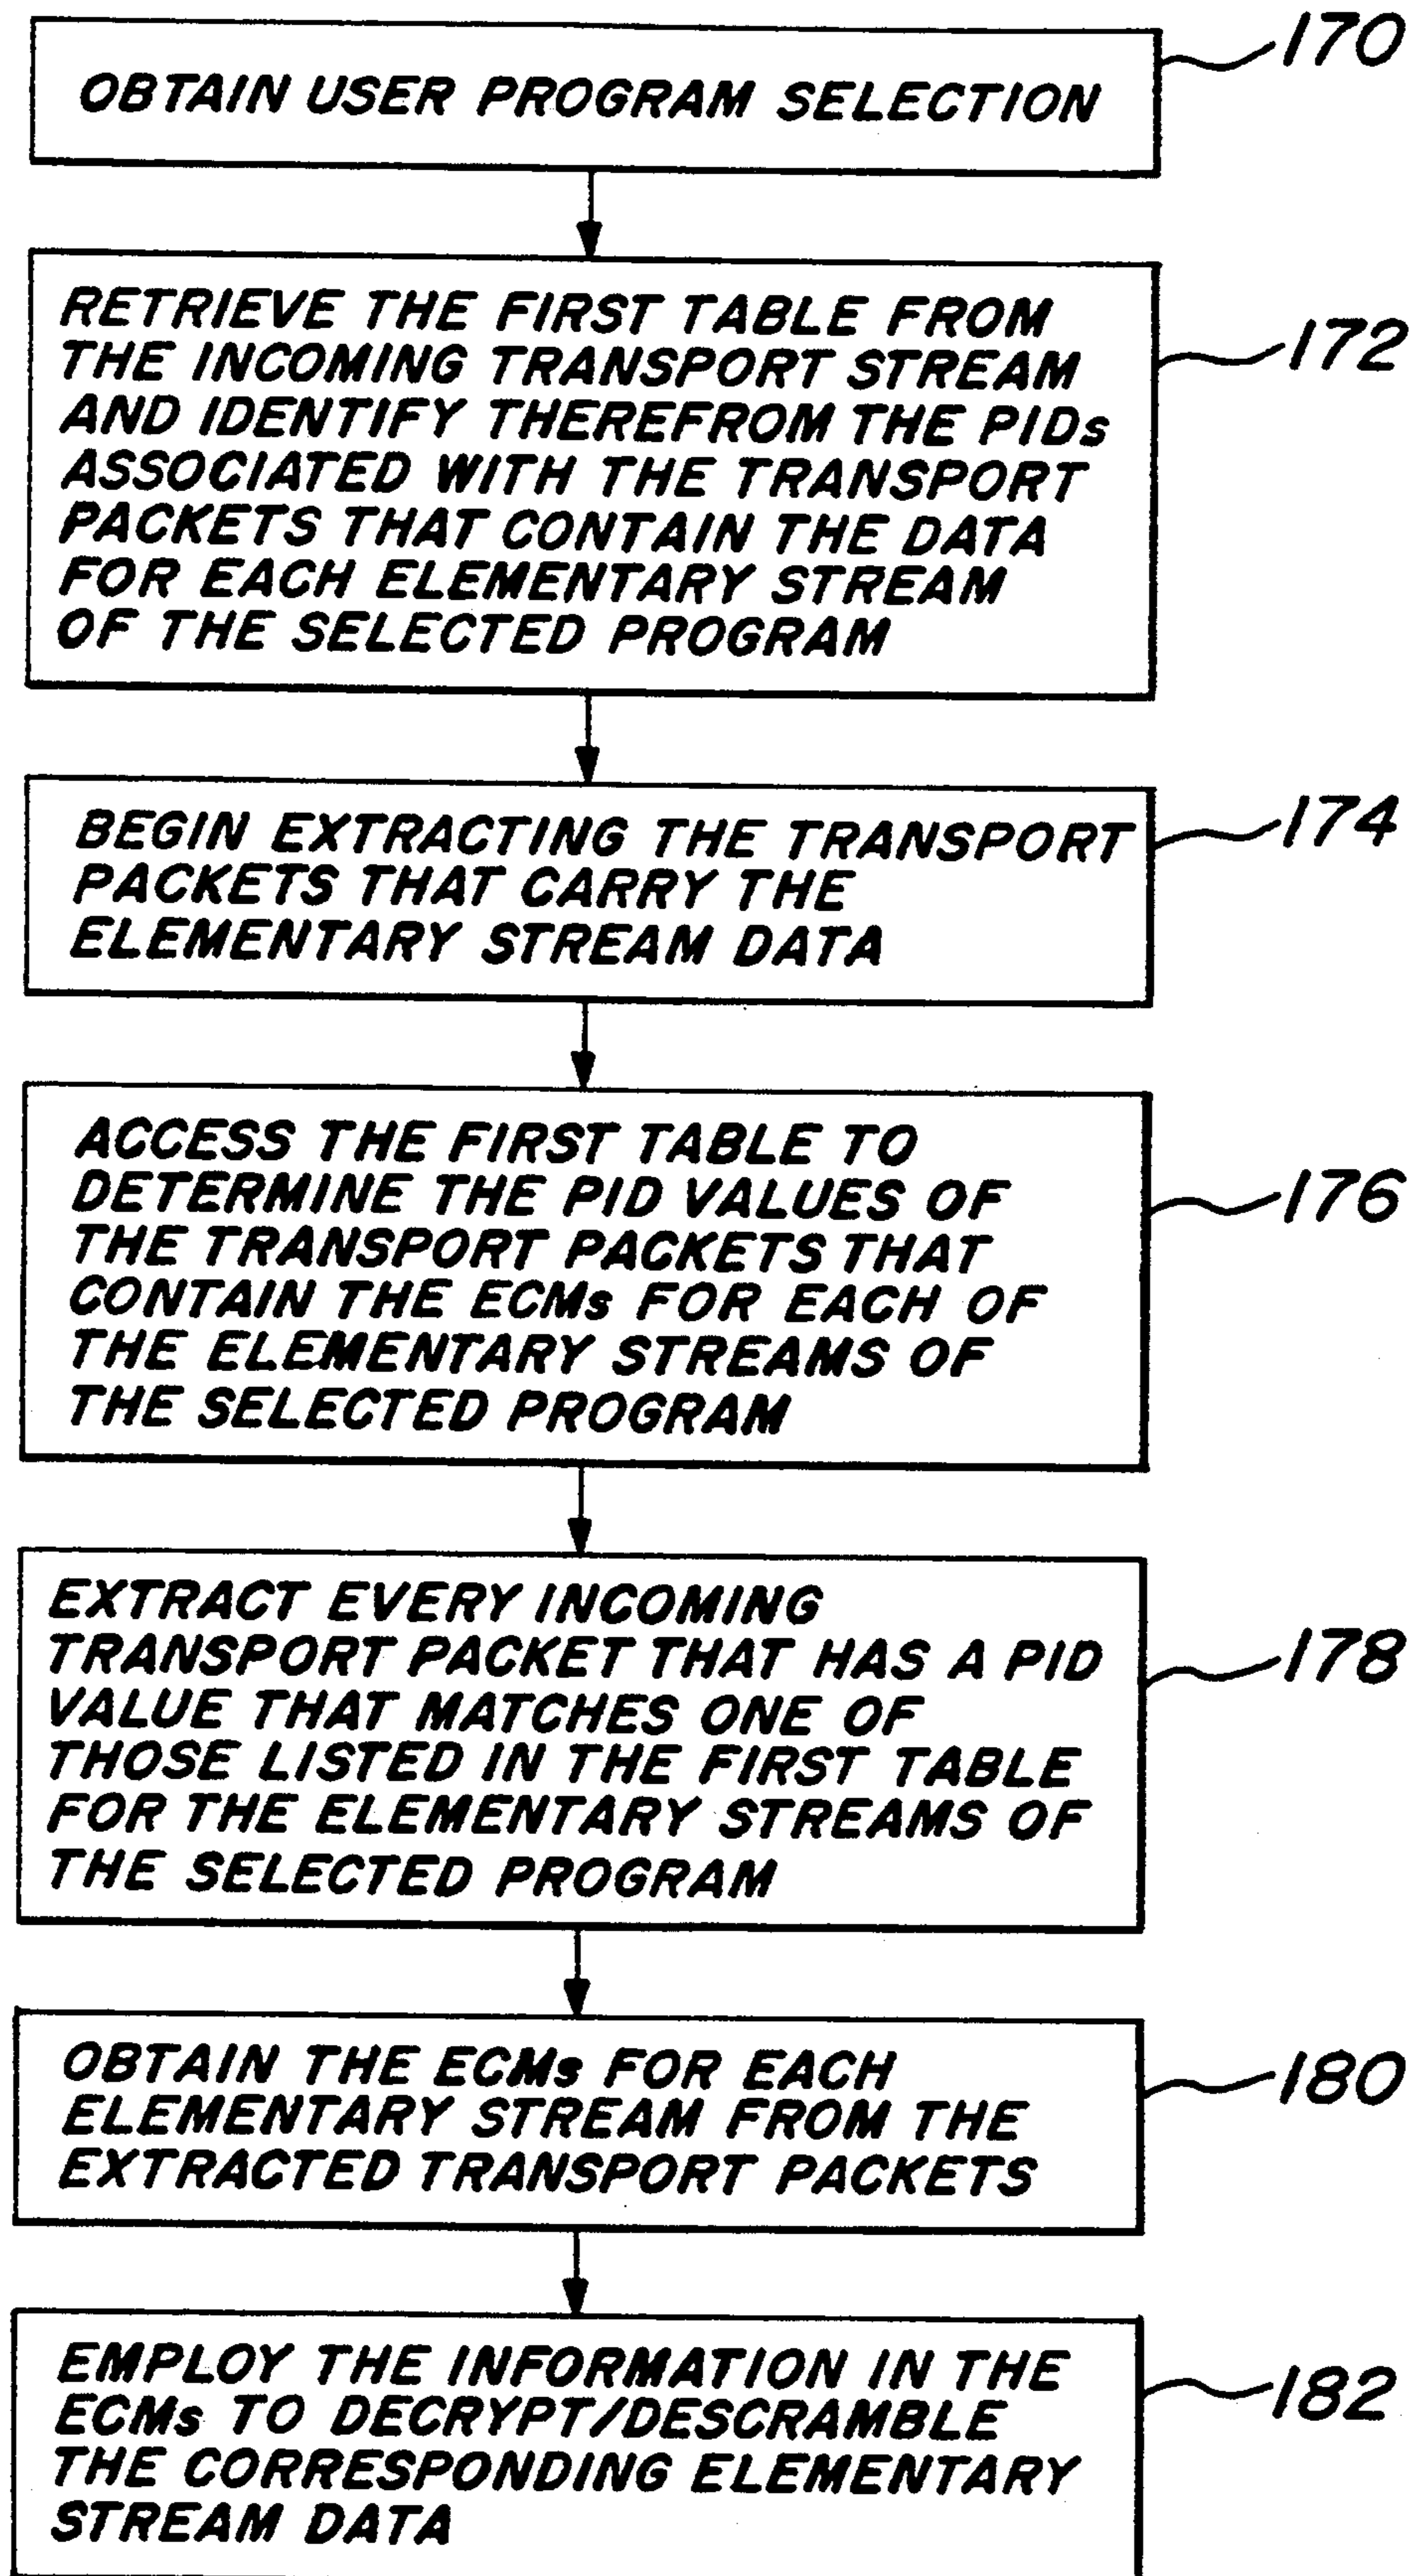 170
OBTAIN USER PROGRAM SELECTION
RETRIEVE THE FIRST TABLE FROM
THE INCOMING TRANSPORT STREAM
AND IDENTIFY THEREFROM THE PIDs
ASSOCIATED WITH THE TRANSPORT
PACKETS THAT CONTAIN THE DATA
FOR EACH ELEMENTARY STREAM
OF THE SELECTED PROGRAM
172
BEGIN EXTRACTING THE TRANSPORT
PACKETS THAT CARRY THE
ELEMENTARY STREAM DATA
174
ACCESS THE FIRST TABLE TO
DETERMINE THE PID VALUES OF
THE TRANSPORT PACKETS THAT
CONTAIN THE ECMs FOR EACH OF
THE ELEMENTARY STREAMS OF
THE SELECTED PROGRAM
176
EXTRACT EVERY INCOMING
TRANSPORT PACKET THAT HAS A PID
VALUE THAT MATCHES ONE OF
THOSE LISTED IN THE FIRST TABLE
FOR THE ELEMENTARY STREAMS OF
THE SELECTED PROGRAM
178
OBTAIN THE ECMs FOR EACH
ELEMENTARY STREAM FROM THE
EXTRACTED TRANSPORT PACKETS
180
EMPLOY THE INFORMATION IN THE
ECMs TO DECRYPT/DESCRAMBLE
THE CORRESPONDING ELEMENTARY
STREAM DATA
182